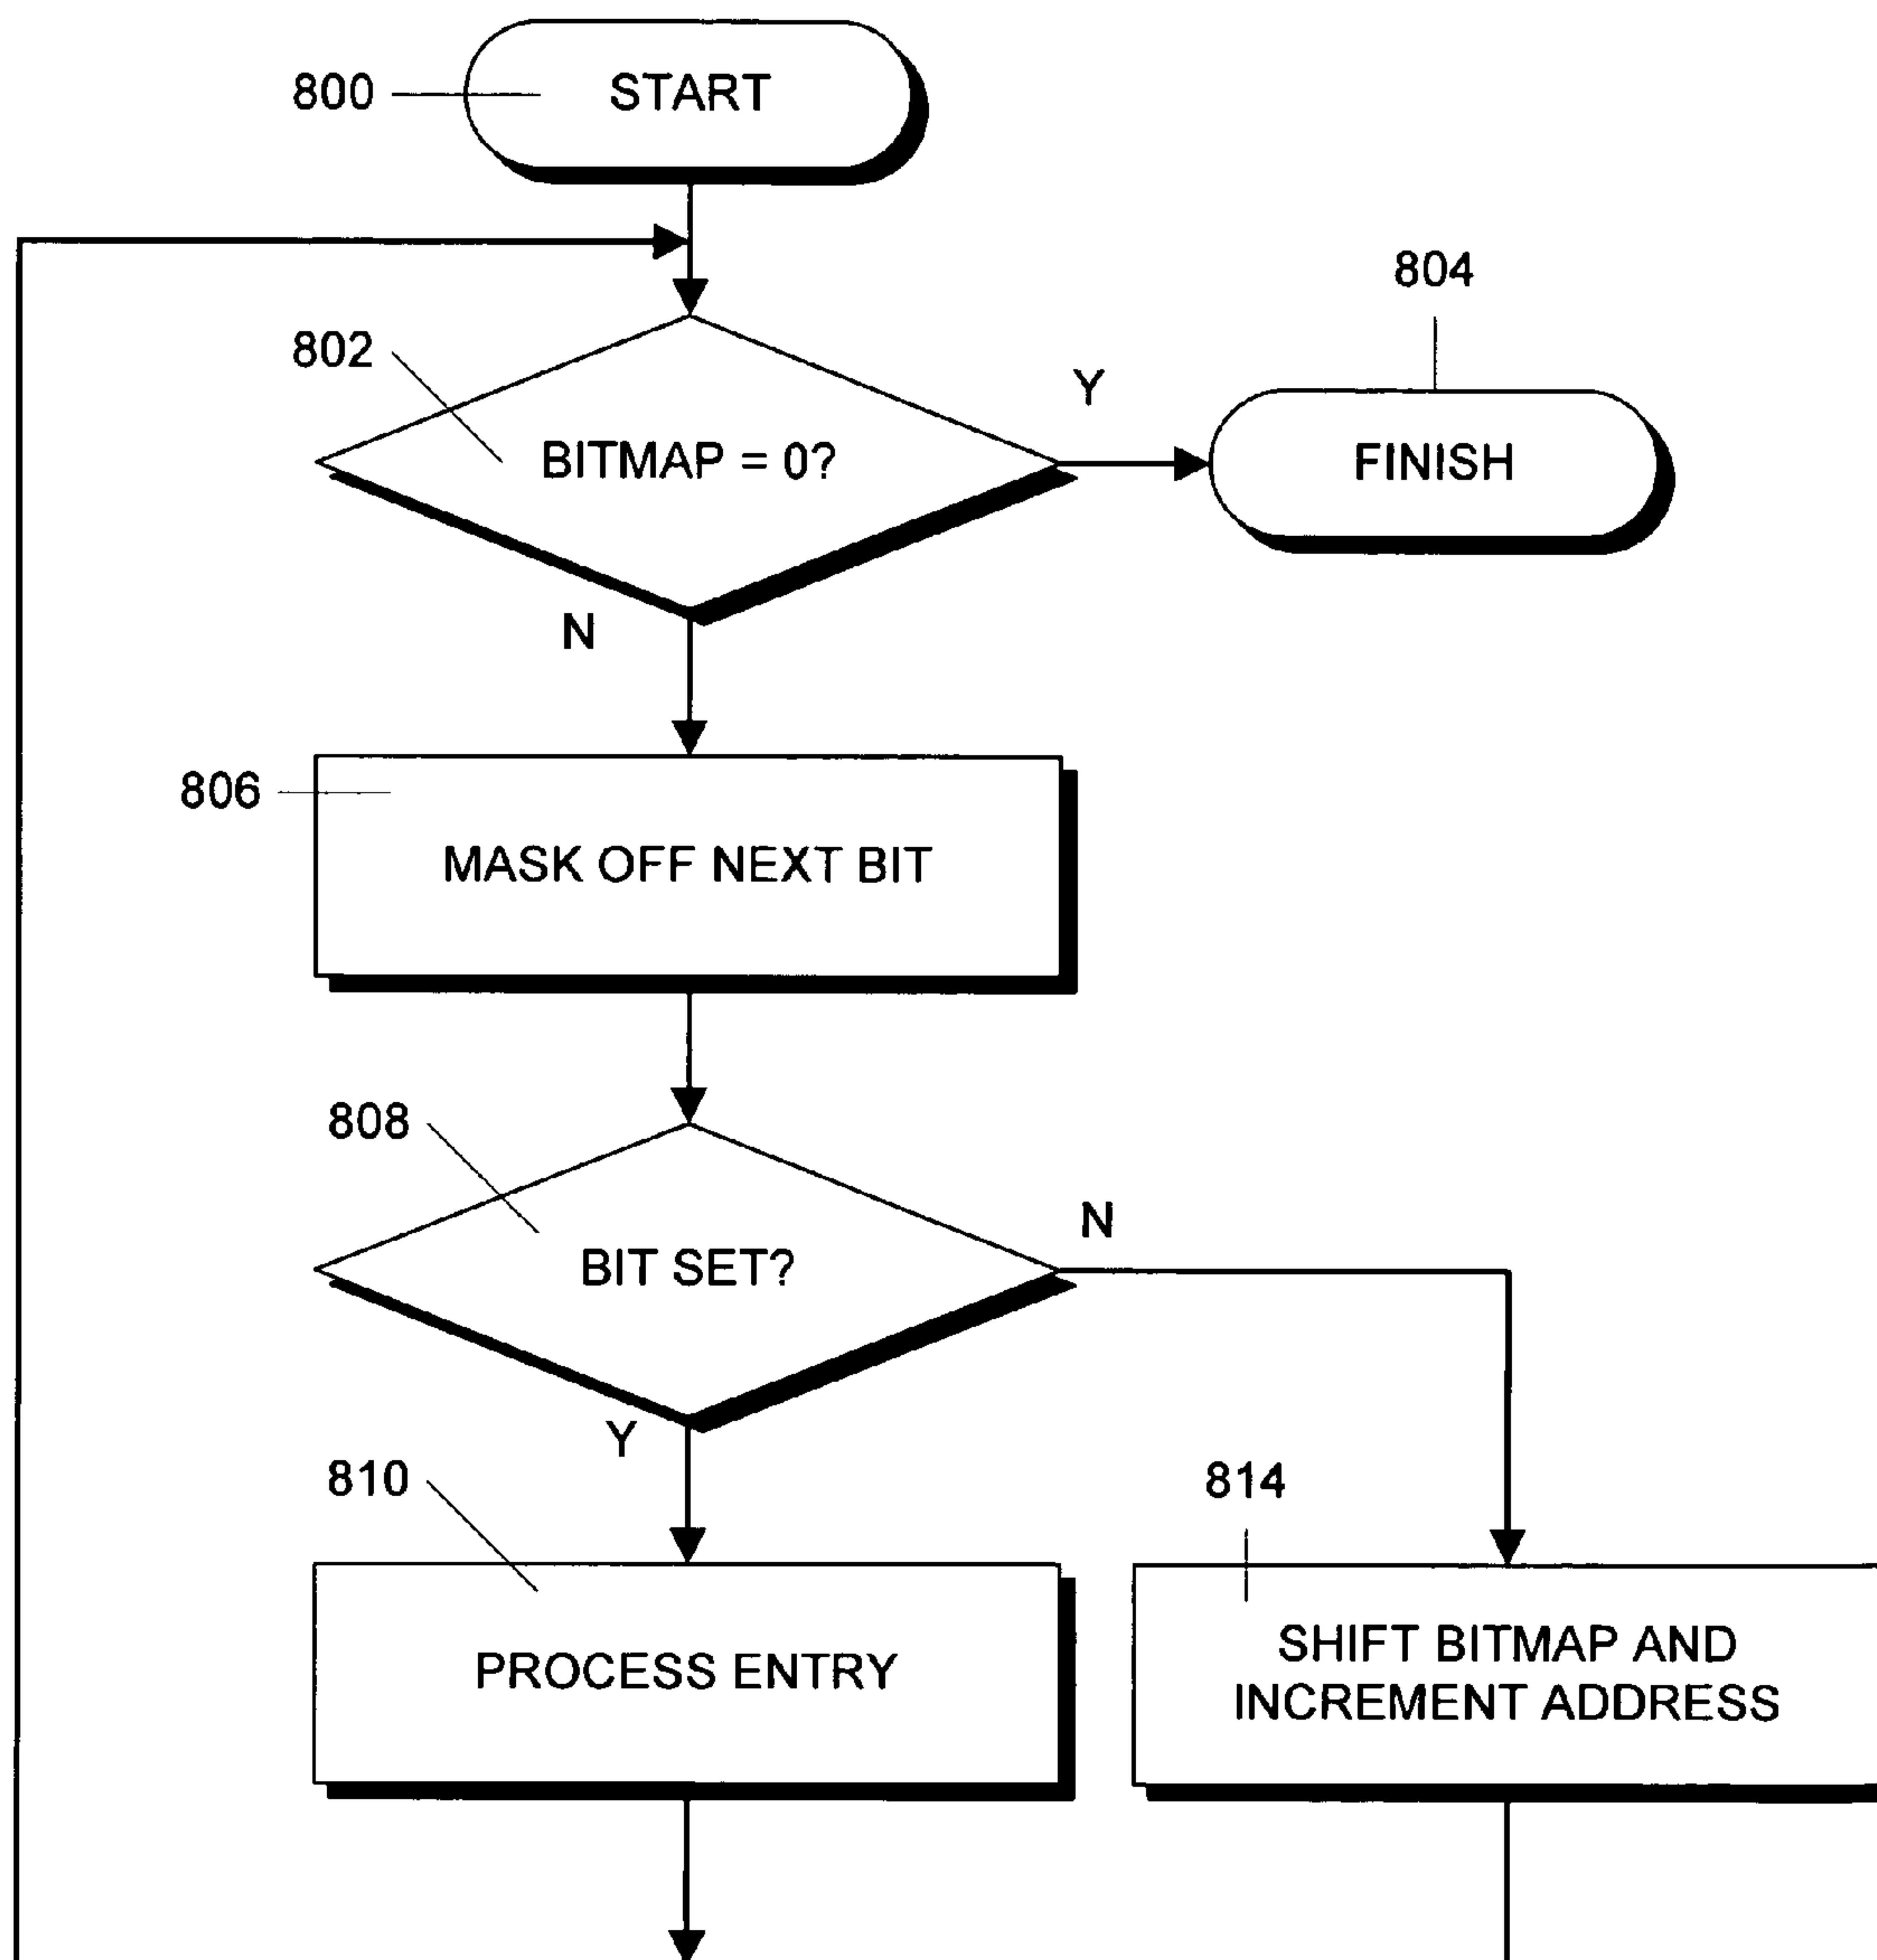 800
START
804
802
Y
BITMAP = 0?
FINISH
N
806
MASK OFF NEXT BIT
808
N
BIT SET?
Y
810
814
PROCESS ENTRY
SHIFT BITMAP AND
INCREMENT ADDRESS